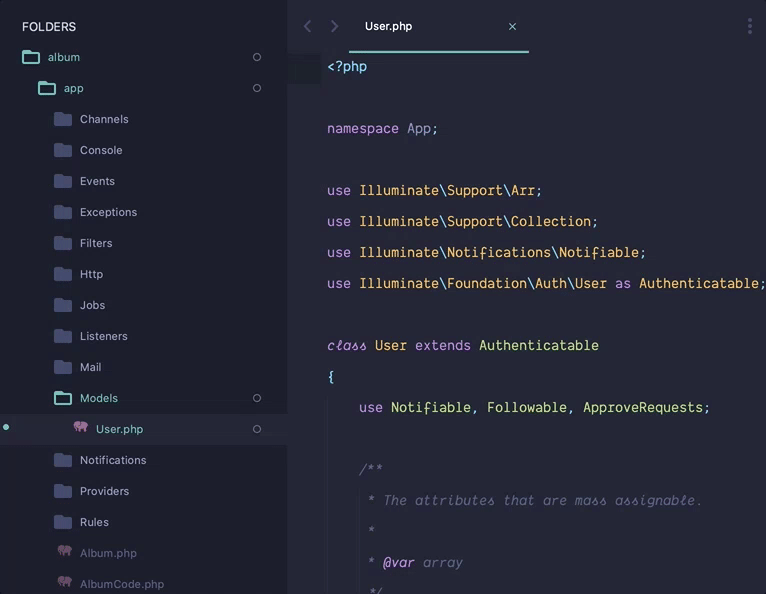 FOLDERS
album
app
Channels
Console
Events
Exceptions
Filters
Http
Jobs
Listeners
Mail
Models
User.php
Notifications
Providers
Rules
Album.php
AlbumCode.php
User.php ×
<?php
namespace App;
use Illuminate\Support\Arr;
use Illuminate\Support\Collection;
use Illuminate\Notifications\Notifiable;
use Illuminate\Foundation\Auth\User as Authenticatable;
class User extends Authenticatable
{
use Notifiable, Followable, ApproveRequests;
/**
* The attributes that are mass assignable.
*
* @var array
*/